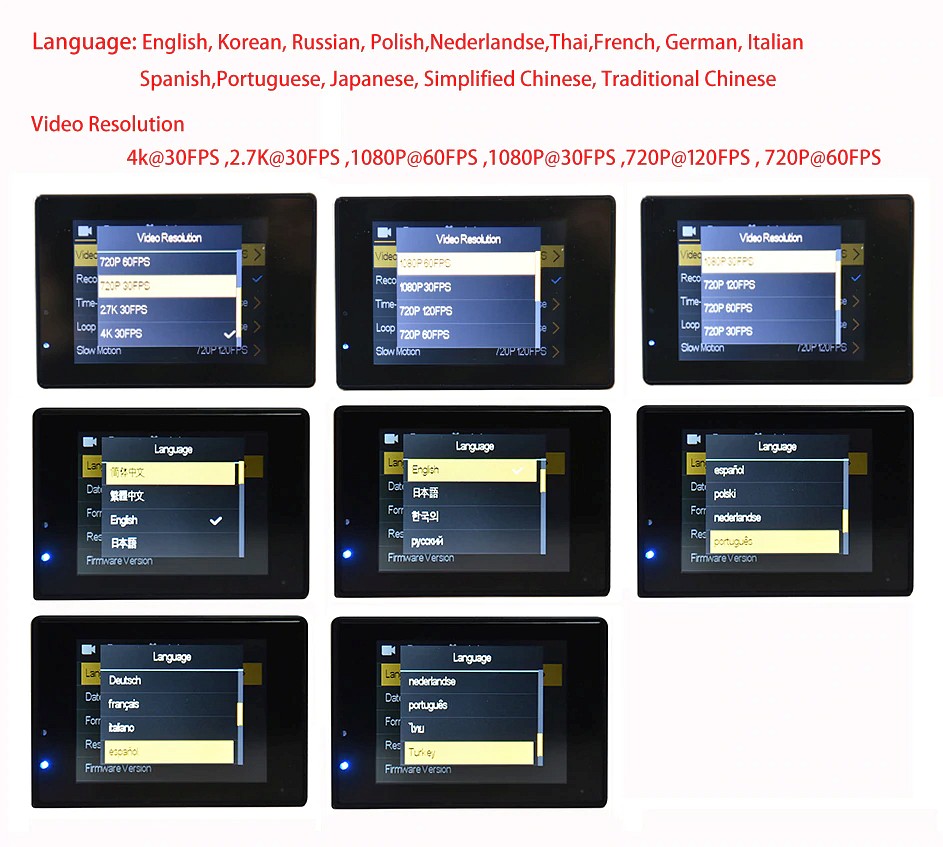 Language: English, Korean, Russian, Polish,Nederlandse,Thai,French, German, Italian
Spanish,Portuguese, Japanese, Simplified Chinese, Traditional Chinese
Video Resolution
4k@30FPS ,2.7K@30FPS ,1080P@60FPS ,1080P@30FPS ,720P@120FPS , 720P@60FPS
Video Resolution
720P 60FPS
720P 30FPS
2.7K 30FPS
4K 30FPS
Video
Reco
Time-
Loop
Slow Motion 720P 120FPS
Video Resolution
1080P 60FPS
1080P 30FPS
720P 120FPS
720P 60FPS
Video
Reco
Time-
Loop
Slow Motion 720P 120FPS
Video Resolution
1080P 30FPS
720P 120FPS
720P 60FPS
720P 30FPS
Video
Reco
Time-
Loop
Slow Motion 720P 120FPS
Language
简体中文
繁體中文
English
日本語
Lan
Date
Forr
Res
Firmware Version
Language
English
日本語
한국의
русский
Lan
Date
Forr
Res
Firmware Version
Language
español
polski
nederlandse
português
Lan
Date
Forr
Res
Firmware Version
Language
Deutsch
français
italiano
español
Lan
Date
Forr
Res
Firmware Version
Language
nederlandse
português
ไทย
Turkey
Lan
Date
Forr
Res
Firmware Version